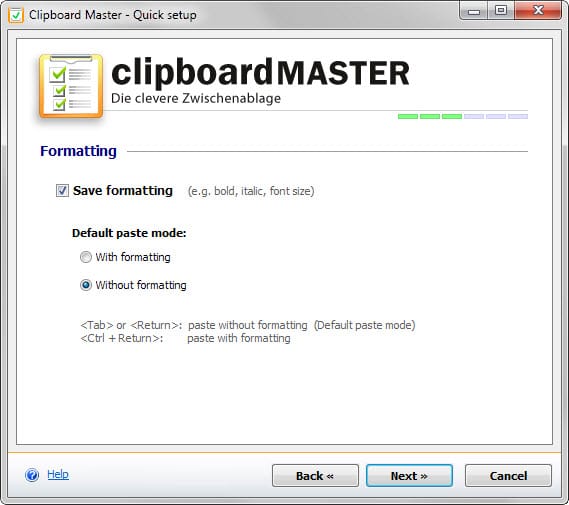 Clipboard Master - Quick setup
clipboardMASTER
Die clevere Zwischenablage
Formatting
Save formatting (e.g. bold, italic, font size)
Default paste mode:
With formatting
Without formatting
<Tab> or <Return>: paste without formatting (Default paste mode)
<Ctrl + Return>: paste with formatting
Help
Back «
Next »
Cancel